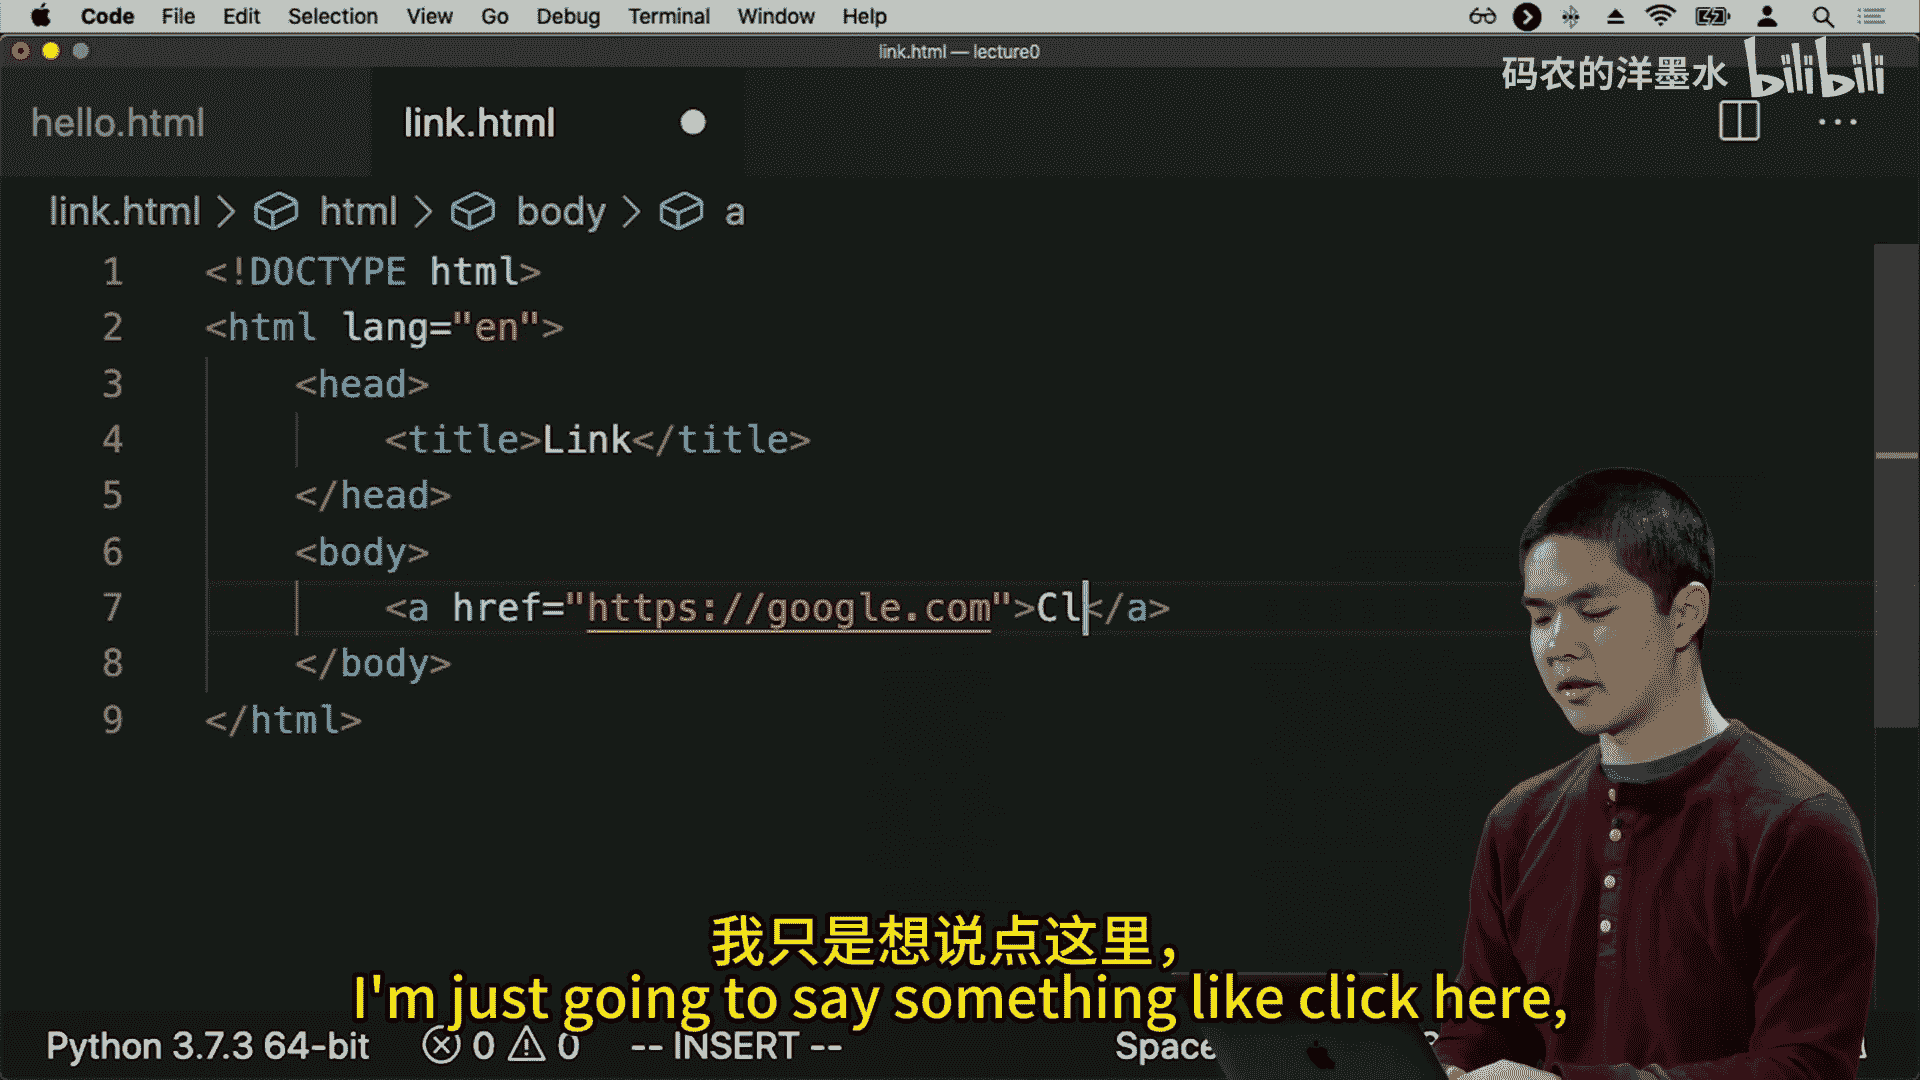 Code File Edit Selection View Go Debug Terminal Window Help
link.html — lecture0
码农的洋墨水 bilibili
hello.html link.html
link.html > html > body > a
1 <!DOCTYPE html>
2 <html lang="en">
3 <head>
4 <title>Link</title>
5 </head>
6 <body>
7 <a href="https://google.com">Cl</a>
8 </body>
9 </html>
我只是想说点这里，
I'm just going to say something like click here,
Python 3.7.3 64-bit 0 0 -- INSERT --